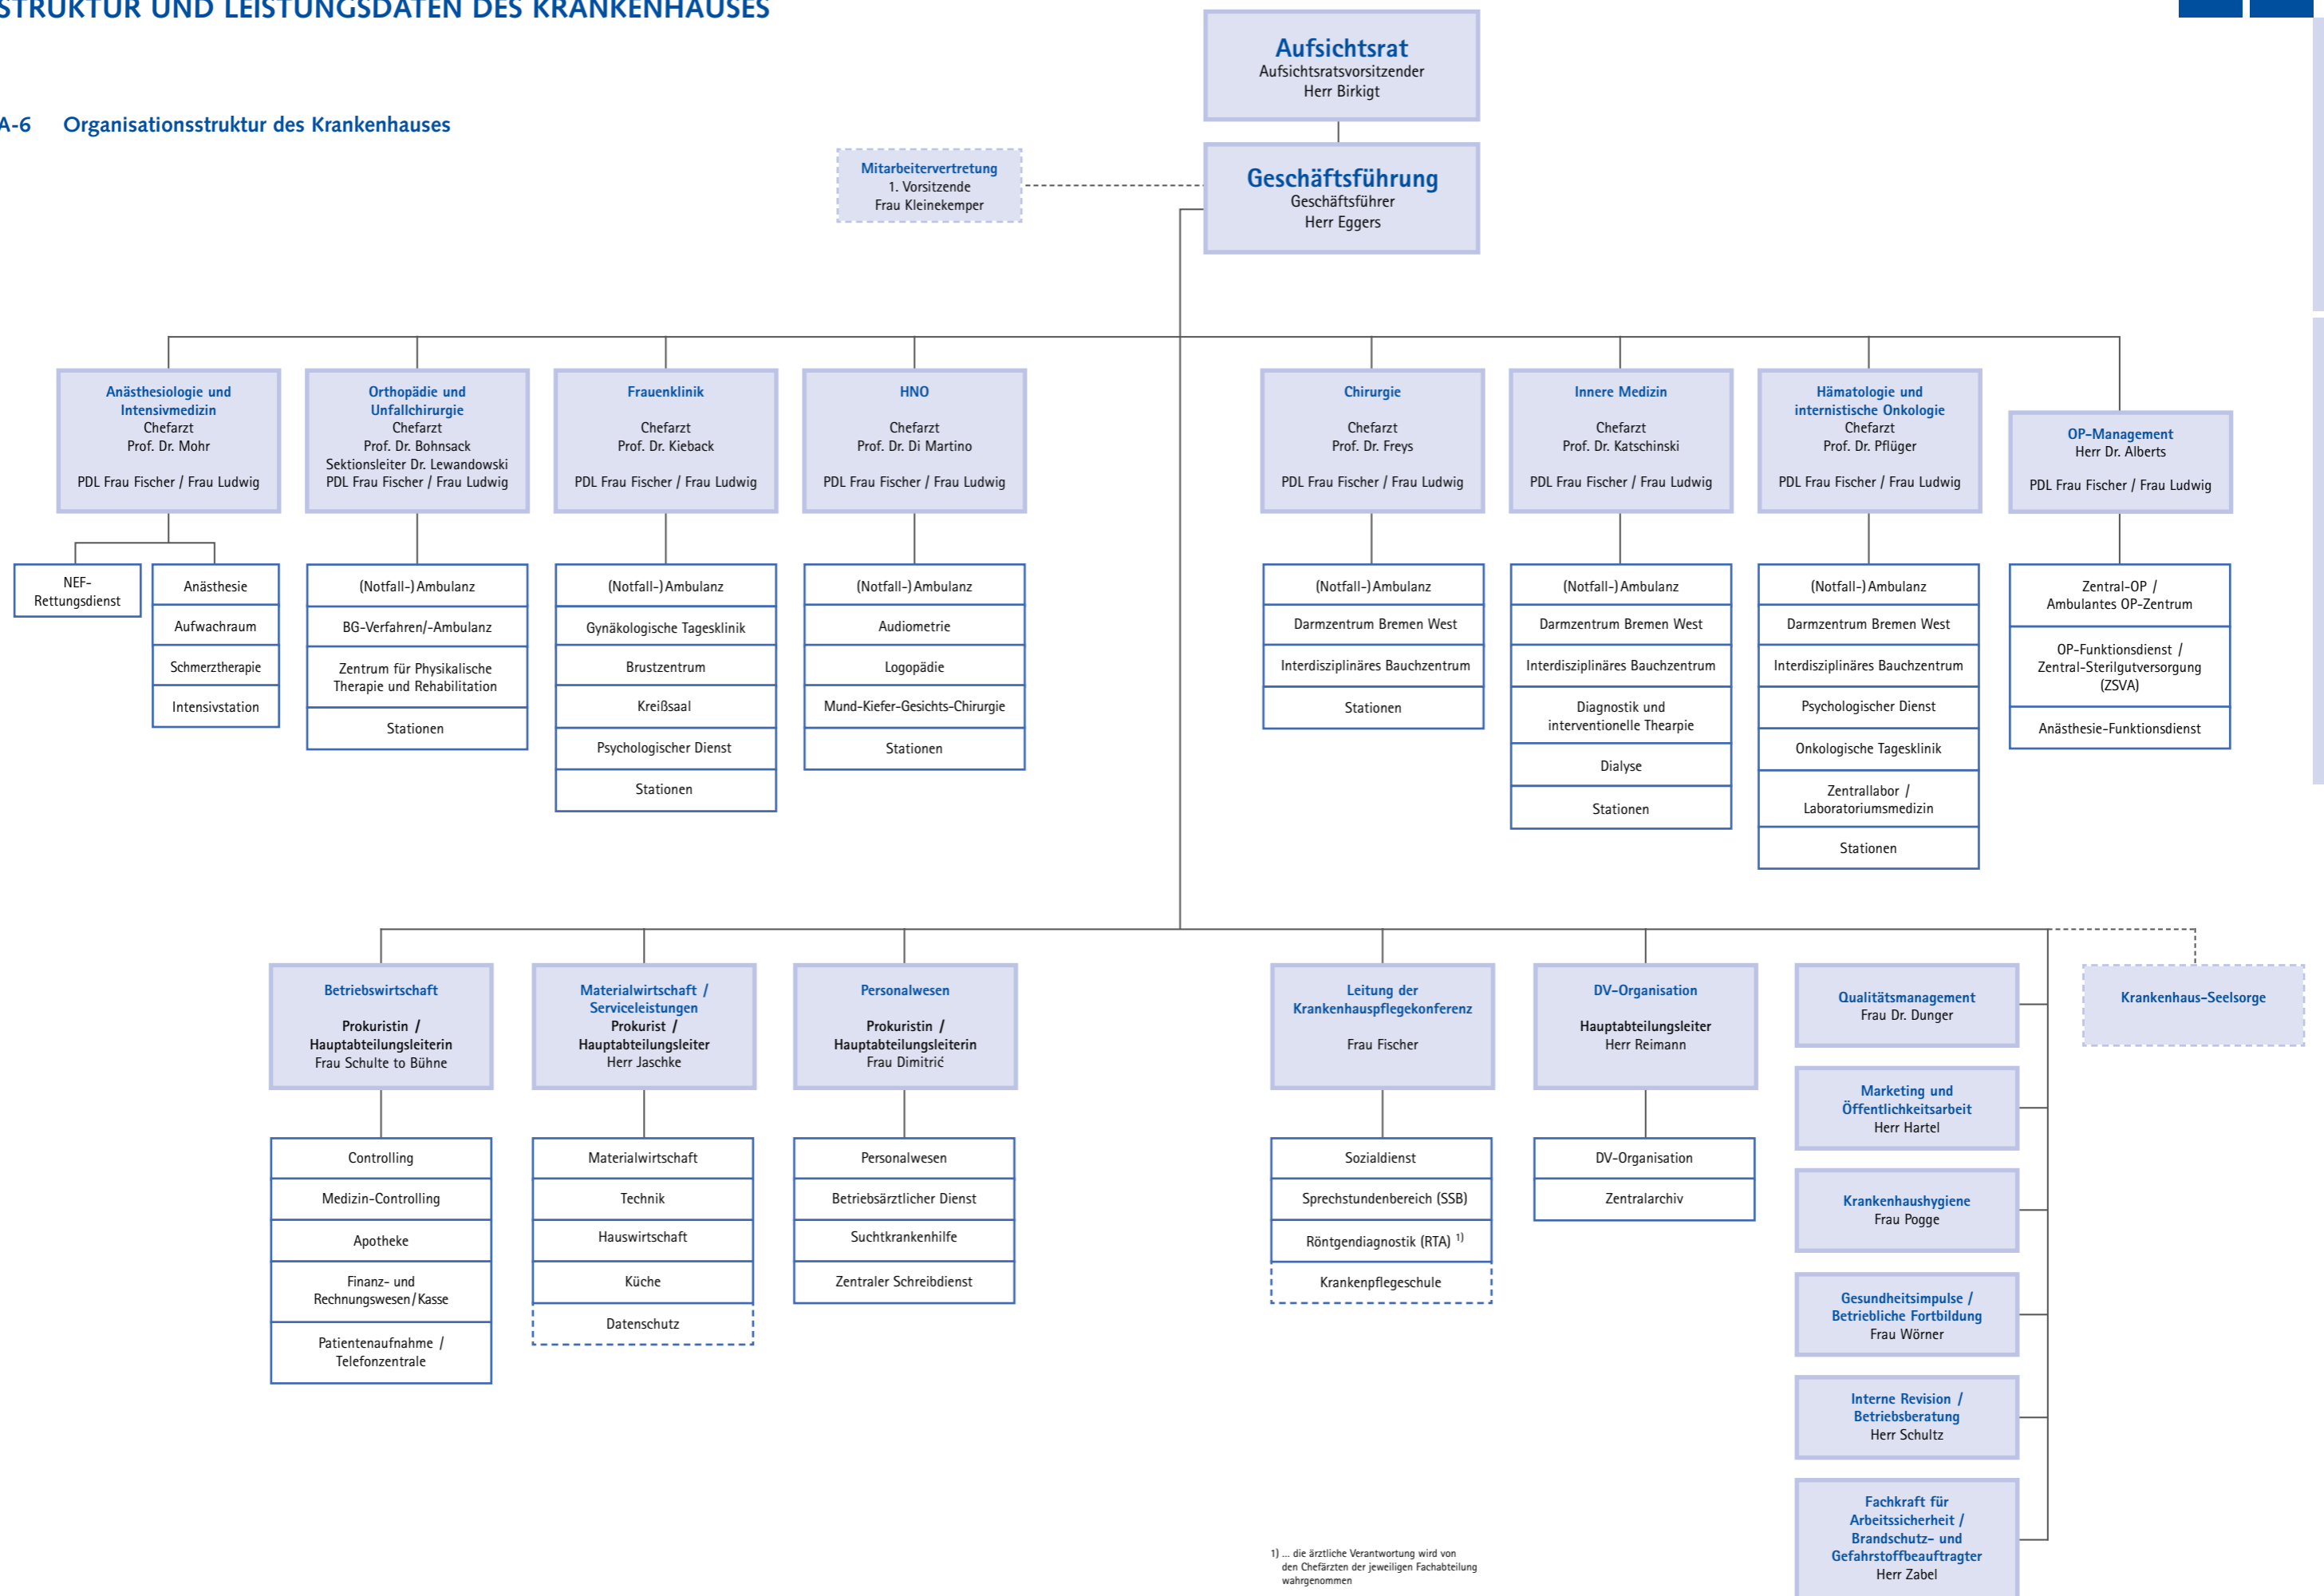 STRUKTUR UND LEISTUNGSDATEN DES KRANKENHAUSES
A-6 Organisationsstruktur des Krankenhauses
Aufsichtsrat
Aufsichtsratsvorsitzender
Herr Birkigt
Mitarbeitervertretung
1. Vorsitzende
Frau Kleinekemper
Geschäftsführung
Geschäftsführer
Herr Eggers
Anästhesiologie und
Intensivmedizin
Chefarzt
Prof. Dr. Mohr
PDL Frau Fischer / Frau Ludwig
NEF-
Rettungsdienst
Anästhesie
Aufwachraum
Schmerztherapie
Intensivstation
Orthopädie und
Unfallchirurgie
Chefarzt
Prof. Dr. Bohnsack
Sektionsleiter Dr. Lewandowski
PDL Frau Fischer / Frau Ludwig
(Notfall-) Ambulanz
BG-Verfahren/-Ambulanz
Zentrum für Physikalische
Therapie und Rehabilitation
Stationen
Frauenklinik
Chefarzt
Prof. Dr. Kieback
PDL Frau Fischer / Frau Ludwig
(Notfall-) Ambulanz
Gynäkologische Tagesklinik
Brustzentrum
Kreißsaal
Psychologischer Dienst
Stationen
HNO
Chefarzt
Prof. Dr. Di Martino
PDL Frau Fischer / Frau Ludwig
(Notfall-) Ambulanz
Audiometrie
Logopädie
Mund-Kiefer-Gesichts-Chirurgie
Stationen
Chirurgie
Chefarzt
Prof. Dr. Freys
PDL Frau Fischer / Frau Ludwig
(Notfall-) Ambulanz
Darmzentrum Bremen West
Interdisziplinäres Bauchzentrum
Stationen
Innere Medizin
Chefarzt
Prof. Dr. Katschinski
PDL Frau Fischer / Frau Ludwig
(Notfall-) Ambulanz
Darmzentrum Bremen West
Interdisziplinäres Bauchzentrum
Diagnostik und
interventionelle Thearpie
Dialyse
Stationen
Hämatologie und
internistische Onkologie
Chefarzt
Prof. Dr. Pflüger
PDL Frau Fischer / Frau Ludwig
(Notfall-) Ambulanz
Darmzentrum Bremen West
Interdisziplinäres Bauchzentrum
Psychologischer Dienst
Onkologische Tagesklinik
Zentrallabor /
Laboratoriumsmedizin
Stationen
OP-Management
Herr Dr. Alberts
PDL Frau Fischer / Frau Ludwig
Zentral-OP /
Ambulantes OP-Zentrum
OP-Funktionsdienst /
Zentral-Sterilgutversorgung
(ZSVA)
Anästhesie-Funktionsdienst
Betriebswirtschaft
Prokuristin /
Hauptabteilungsleiterin
Frau Schulte to Bühne
Controlling
Medizin-Controlling
Apotheke
Finanz- und
Rechnungswesen/Kasse
Patientenaufnahme /
Telefonzentrale
Materialwirtschaft /
Serviceleistungen
Prokurist /
Hauptabteilungsleiter
Herr Jaschke
Materialwirtschaft
Technik
Hauswirtschaft
Küche
Datenschutz
Personalwesen
Prokuristin /
Hauptabteilungsleiterin
Frau Dimitrić
Personalwesen
Betriebsärztlicher Dienst
Suchtkrankenhilfe
Zentraler Schreibdienst
Leitung der
Krankenhauspflegekonferenz
Frau Fischer
Sozialdienst
Sprechstundenbereich (SSB)
Röntgendiagnostik (RTA) 1)
Krankenpflegeschule
DV-Organisation
Hauptabteilungsleiter
Herr Reimann
DV-Organisation
Zentralarchiv
Qualitätsmanagement
Frau Dr. Dunger
Marketing und
Öffentlichkeitsarbeit
Herr Hartel
Krankenhaushygiene
Frau Pogge
Gesundheitsimpulse /
Betriebliche Fortbildung
Frau Wörner
Interne Revision /
Betriebsberatung
Herr Schultz
Fachkraft für
Arbeitssicherheit /
Brandschutz- und
Gefahrstoffbeauftragter
Herr Zabel
Krankenhaus-Seelsorge
1) ... die ärztliche Verantwortung wird von
den Chefärzten der jeweiligen Fachabteilung
wahrgenommen